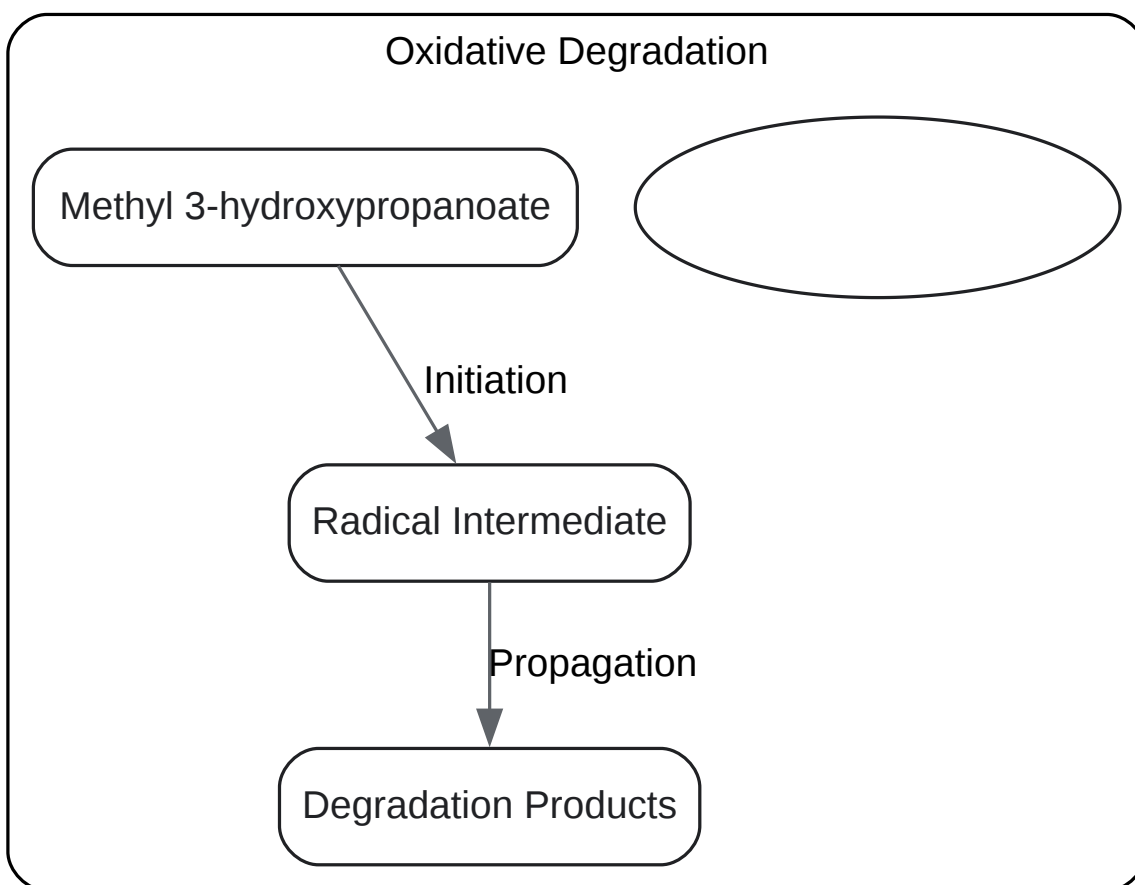 Oxidative Degradation
Methyl 3-hydroxypropanoate
Initiation
Radical Intermediate
Propagation
Degradation Products